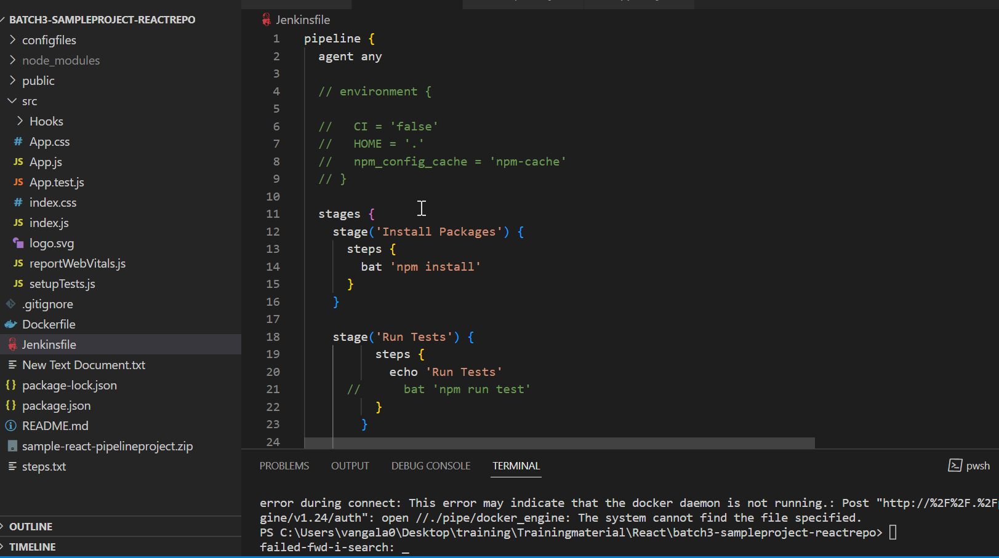 BATCH3-SAMPLEPROJECT-REACTREPO
configfiles
node_modules
public
src
Hooks
# App.css
JS App.js
JS App.test.js
# index.css
JS index.js
logo.svg
JS reportWebVitals.js
JS setupTests.js
.gitignore
Dockerfile
Jenkinsfile
New Text Document.txt
{} package-lock.json
{} package.json
README.md
sample-react-pipelineproject.zip
steps.txt
OUTLINE
TIMELINE
Jenkinsfile
1 pipeline {
2 agent any
3
4 // environment {
5
6 // CI = 'false'
7 // HOME = '.'
8 // npm_config_cache = 'npm-cache'
9 // }
10
11 stages {
12 stage('Install Packages') {
13 steps {
14 bat 'npm install'
15 }
16 }
17
18 stage('Run Tests') {
19 steps {
20 echo 'Run Tests'
21 // bat 'npm run test'
22 }
23 }
24
PROBLEMS OUTPUT DEBUG CONSOLE TERMINAL pwsh
error during connect: This error may indicate that the docker daemon is not running.: Post "http://%2F%2F.%2F
gine/v1.24/auth": open //./pipe/docker_engine: The system cannot find the file specified.
PS C:\Users\vangala0\Desktop\training\Trainingmaterial\React\batch3-sampleproject-reactrepo>
failed-fwd-i-search: _